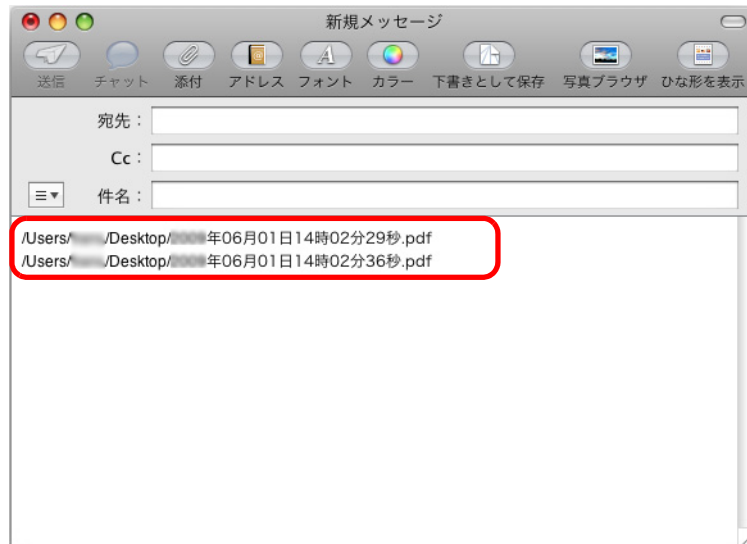 新規メッセージ
送信 チャット 添付 アドレス フォント カラー 下書きとして保存 写真ブラウザ ひな形を表示
宛先：
Cc：
件名：
/Users/ /Desktop/ 年06月01日14時02分29秒.pdf
/Users/ /Desktop/ 年06月01日14時02分36秒.pdf